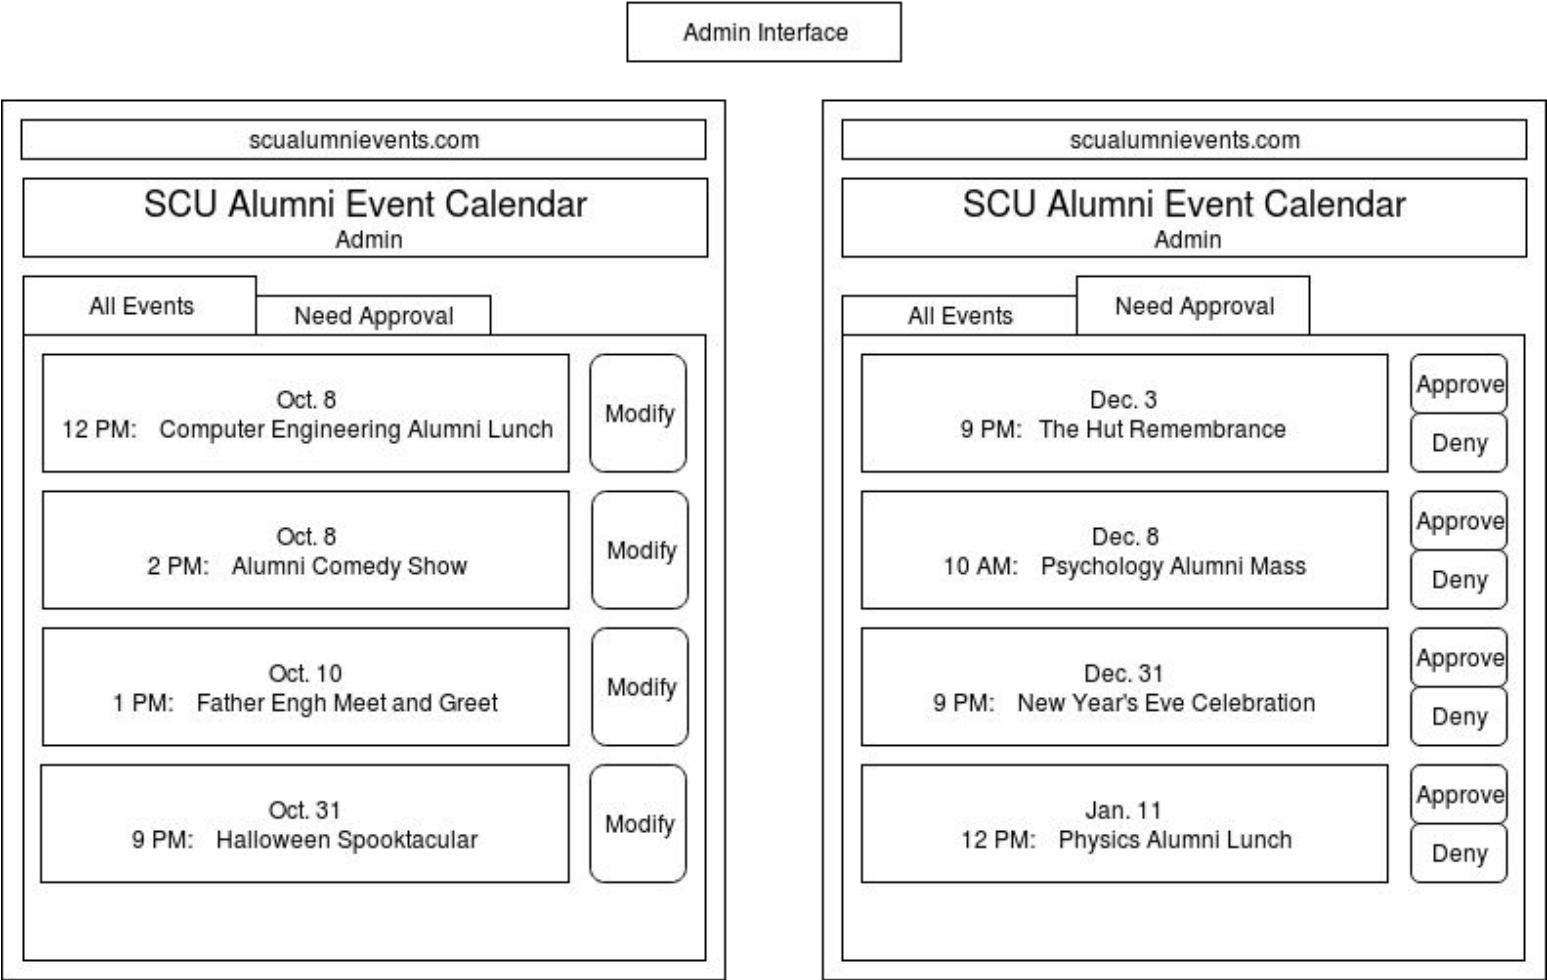 Admin Interface
scualumnievents.com
SCU Alumni Event Calendar
Admin
All Events
Need Approval
Oct. 8
12 PM: Computer Engineering Alumni Lunch
Modify
Oct. 8
2 PM: Alumni Comedy Show
Modify
Oct. 10
1 PM: Father Engh Meet and Greet
Modify
Oct. 31
9 PM: Halloween Spooktacular
Modify
scualumnievents.com
SCU Alumni Event Calendar
Admin
All Events
Need Approval
Dec. 3
9 PM: The Hut Remembrance
Approve
Deny
Dec. 8
10 AM: Psychology Alumni Mass
Approve
Deny
Dec. 31
9 PM: New Year's Eve Celebration
Approve
Deny
Jan. 11
12 PM: Physics Alumni Lunch
Approve
Deny